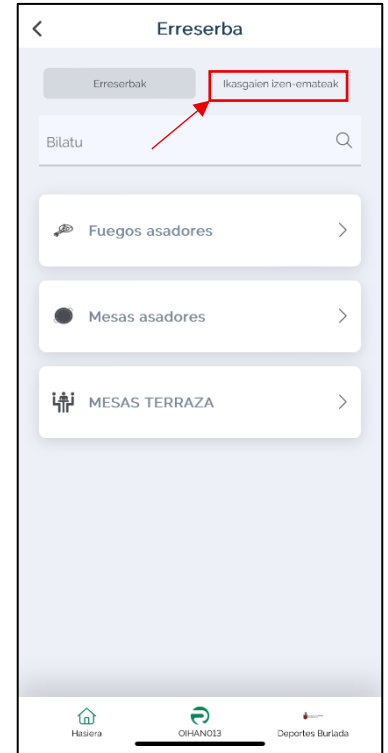 Erreserba
Erreserbak
Ikasgaien izen-emateak
Bilatu
Fuegos asadores
Mesas asadores
MESAS TERRAZA
Hasiera
OIHAN013
Deportes Burlada